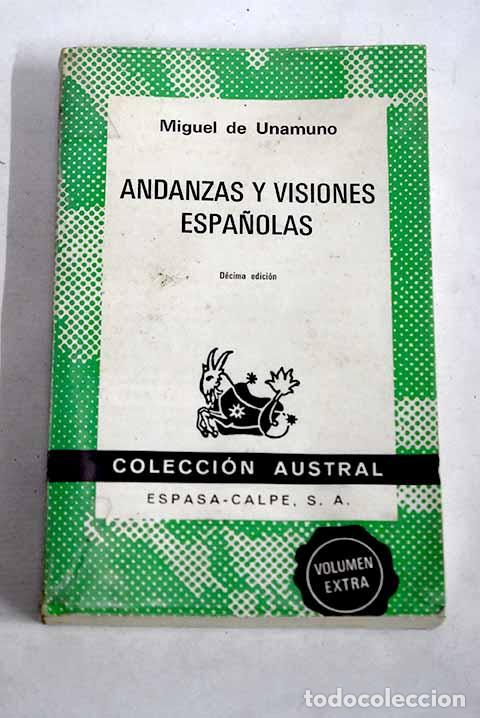 Miguel de Unamuno
ANDANZAS Y VISIONES
ESPAÑOLAS
Décima edición
COLECCIÓN AUSTRAL
ESPASA-CALPE, S. A.
VOLUMEN
EXTRA
todocoleccion